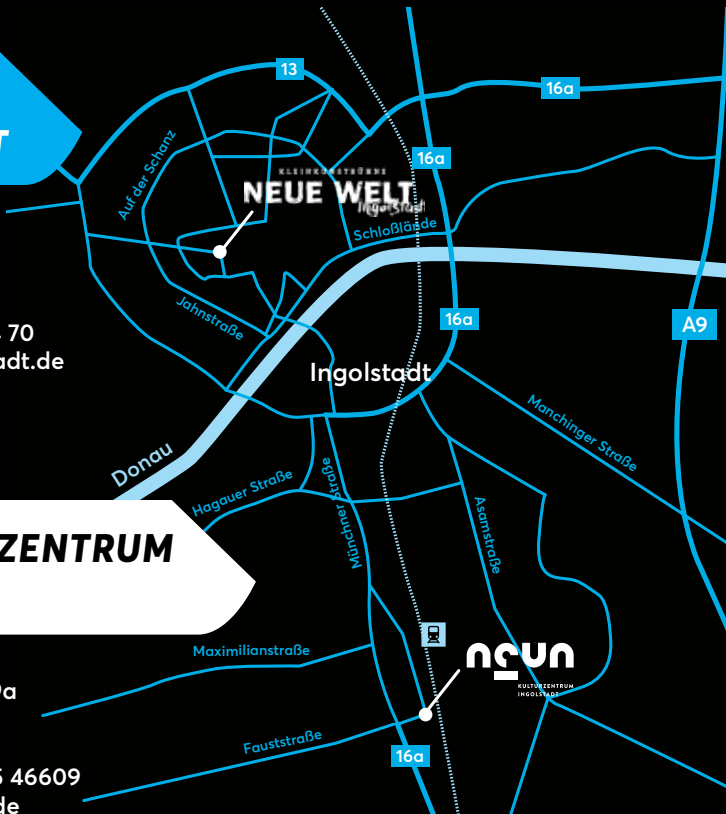 13
16a
T
Auf der Schanz
16a
KLEINKUNSTBÜHNE
NEUE WELT
Ingolstadt
Schloßlände
Jahnstraße
16a
A9
70
adt.de
Ingolstadt
Manchinger Straße
Donau
Hagauer Straße
Münchner Straße
Asamstraße
ZENTRUM
Maximilianstraße
neun
KULTURZENTRUM
INGOLSTADT
a
Fauststraße
16a
46609
de